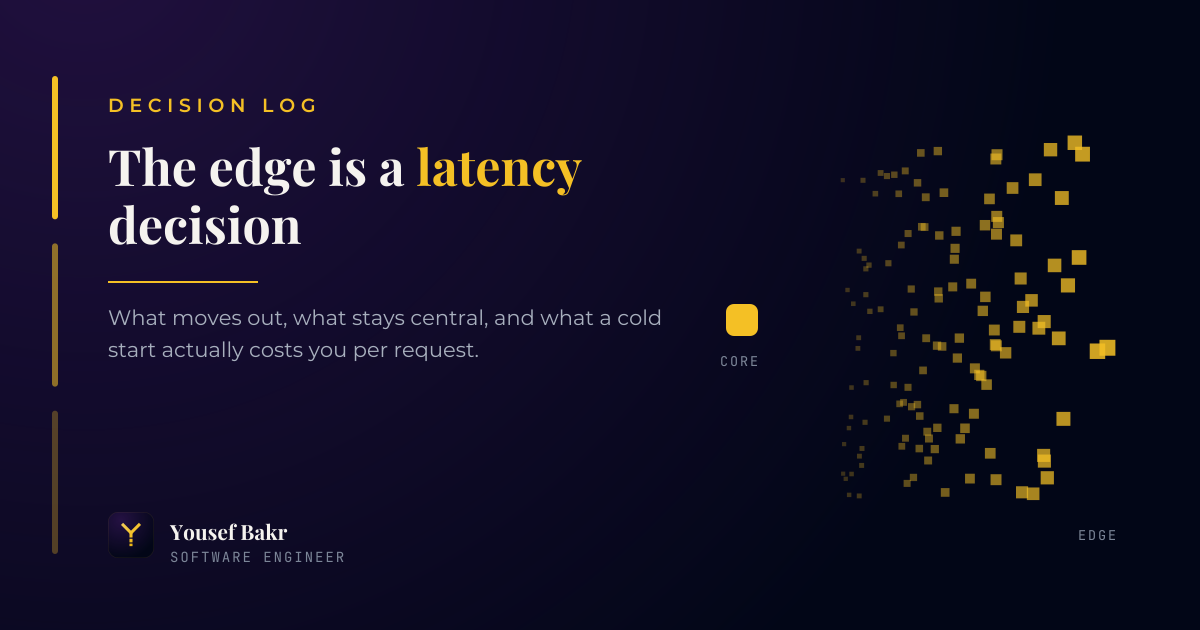 DECISION LOG
The edge is a latency
decision
What moves out, what stays central, and what a cold
start actually costs you per request.
CORE
EDGE
Yousef Bakr
SOFTWARE ENGINEER